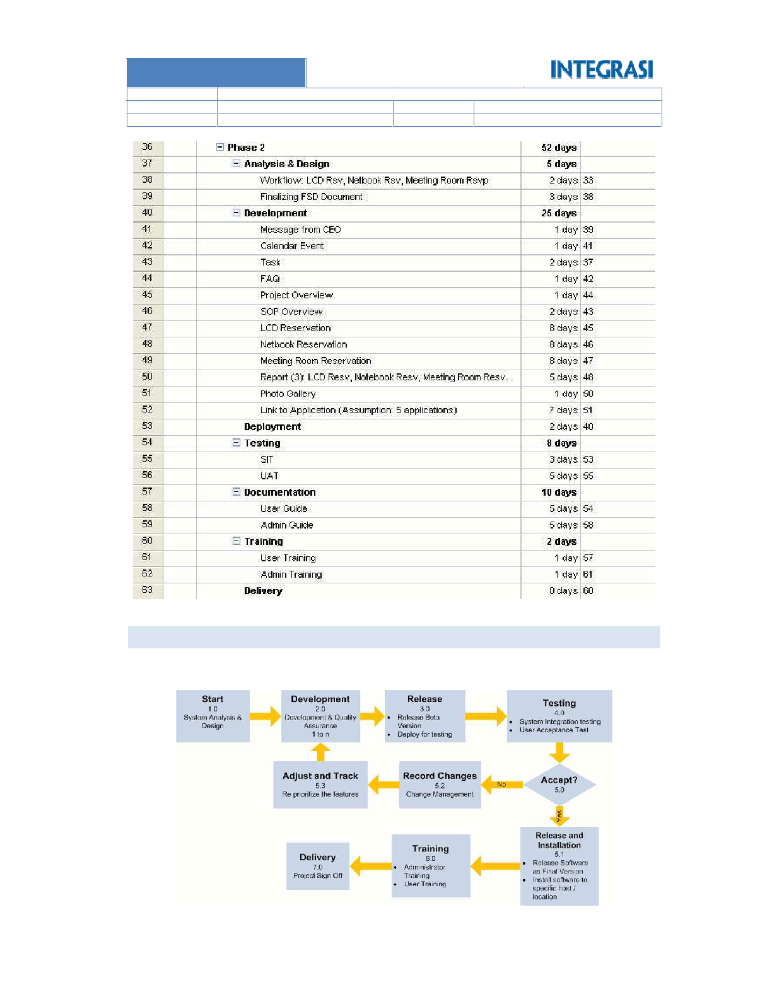 INTEGRASI
36 Phase 2 52 days
37 Analysis & Design 5 days
38 Workflow: LCD Rsv, Netbook Rsv, Meeting Room Rsvp 2 days 33
39 Finalizing FSD Document 3 days 38
40 Development 25 days
41 Message from CEO 1 day 39
42 Calendar Event 1 day 41
43 Task 2 days 37
44 FAQ 1 day 42
45 Project Overview 1 day 44
46 SOP Overview 2 days 43
47 LCD Reservation 8 days 45
48 Netbook Reservation 8 days 46
49 Meeting Room Reservation 8 days 47
50 Report (3): LCD Resv, Notebook Resv, Meeting Room Resv. 5 days 48
51 Photo Gallery 1 day 50
52 Link to Application (Assumption: 5 applications) 7 days 51
53 Deployment 2 days 40
54 Testing 8 days
55 SIT 3 days 53
56 UAT 5 days 55
57 Documentation 10 days
58 User Guide 5 days 54
59 Admin Guide 5 days 58
60 Training 2 days
61 User Training 1 day 57
62 Admin Training 1 day 61
63 Delivery 0 days 60
Start
1.0
System Analysis &
Design
Development
2.0
Development & Quality
Assurance
1 to n
Release
3.0
• Release Beta
Version
• Deploy for testing
Testing
4.0
• System Integration testing
• User Acceptance Test
Adjust and Track
5.3
Re prioritize the features
Record Changes
5.2
Change Management
No
Accept?
5.0
Yes
Delivery
7.0
Project Sign Off
Training
6.0
• Administrator
Training
• User Training
Release and
Installation
5.1
• Release Software
as Final Version
• Install software to
specific host /
location